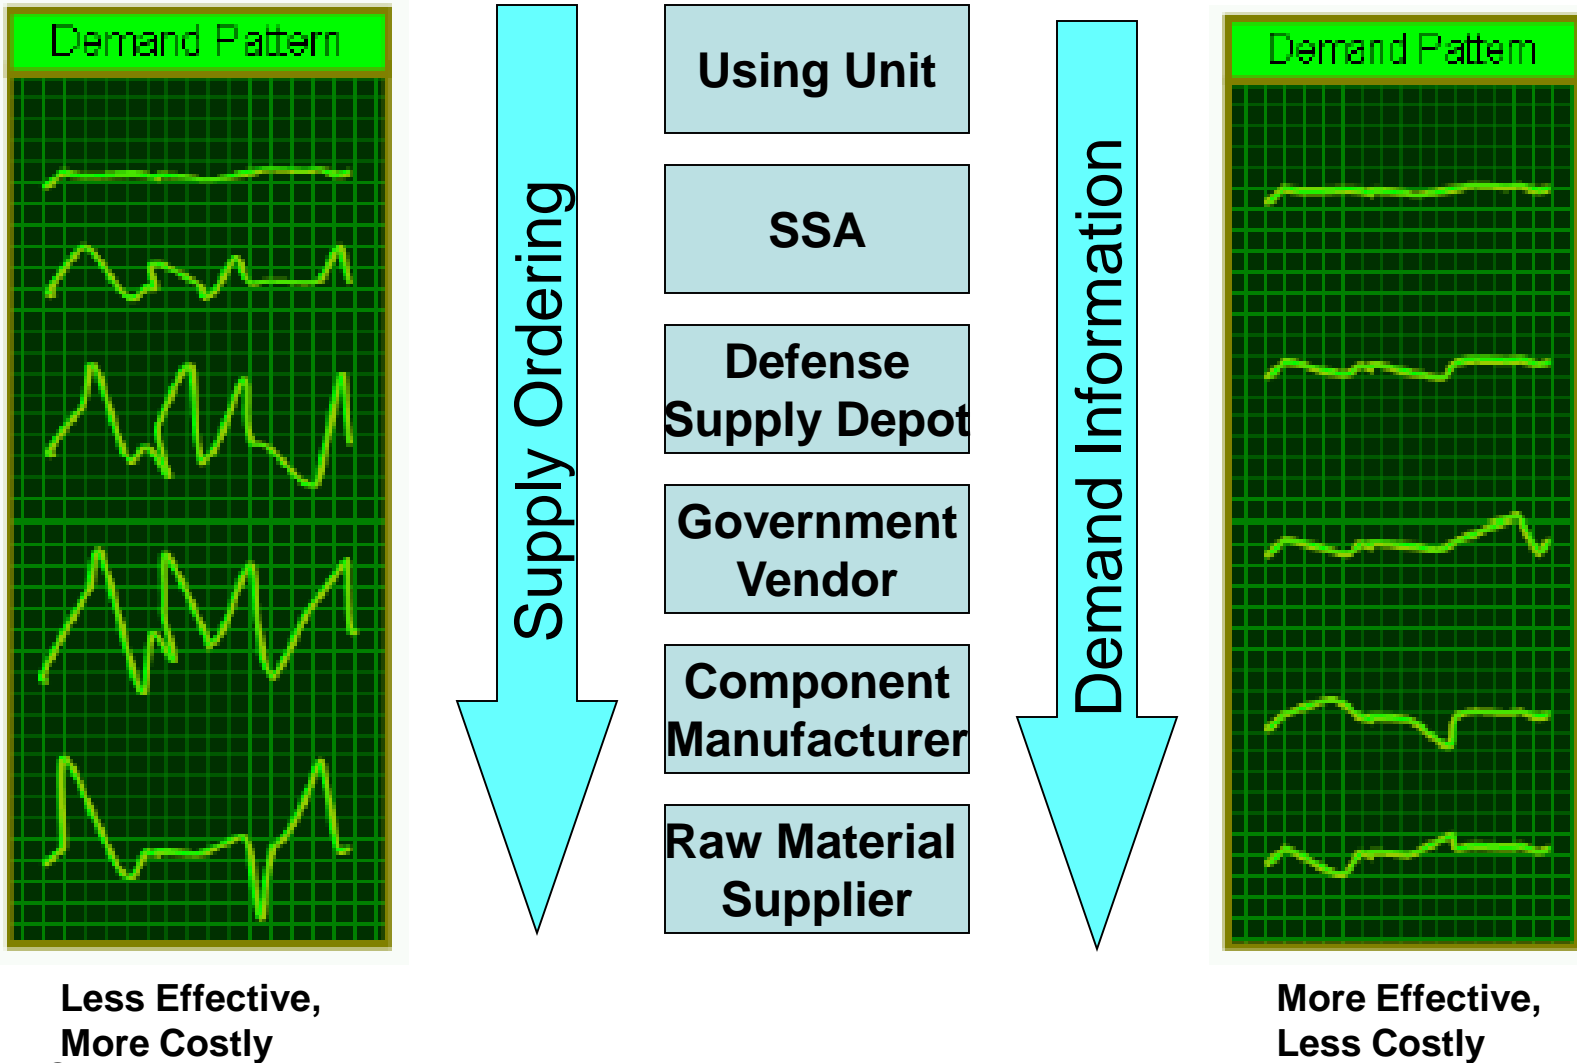 Demand Pattern
Supply Ordering
Using Unit
SSA
Defense
Supply Depot
Government
Vendor
Component
Manufacturer
Raw Material
Supplier
Demand Information
Demand Pattern
Less Effective,
More Costly
More Effective,
Less Costly